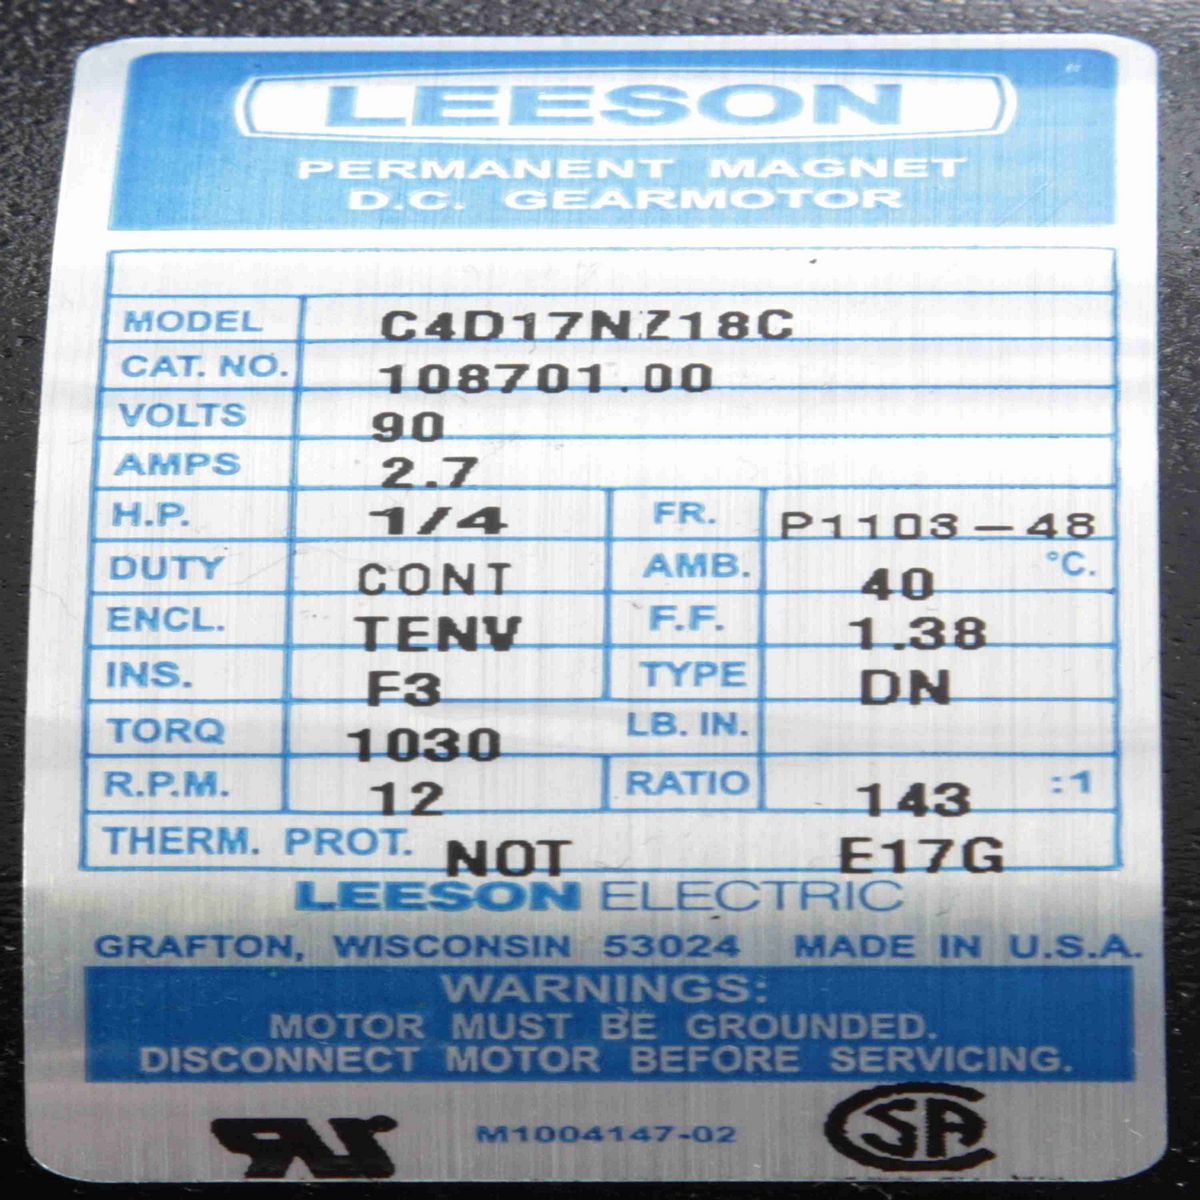 LEESON
PERMANENT MAGNET
D.C. GEARMOTOR
MODEL C4D17NZ18C
CAT. NO. 108701.00
VOLTS 90
AMPS 2.7
H.P. 1/4 FR. P1103-48
DUTY CONT AMB. 40 °C.
ENCL. TENV F.F. 1.38
INS. F3 TYPE DN
TORQ 1030 LB. IN.
R.P.M. 12 RATIO 143 :1
THERM. PROT. NOT E17G
LEESON ELECTRIC
GRAFTON, WISCONSIN 53024 MADE IN U.S.A.
WARNINGS:
MOTOR MUST BE GROUNDED.
DISCONNECT MOTOR BEFORE SERVICING.
M1004147-02 SA